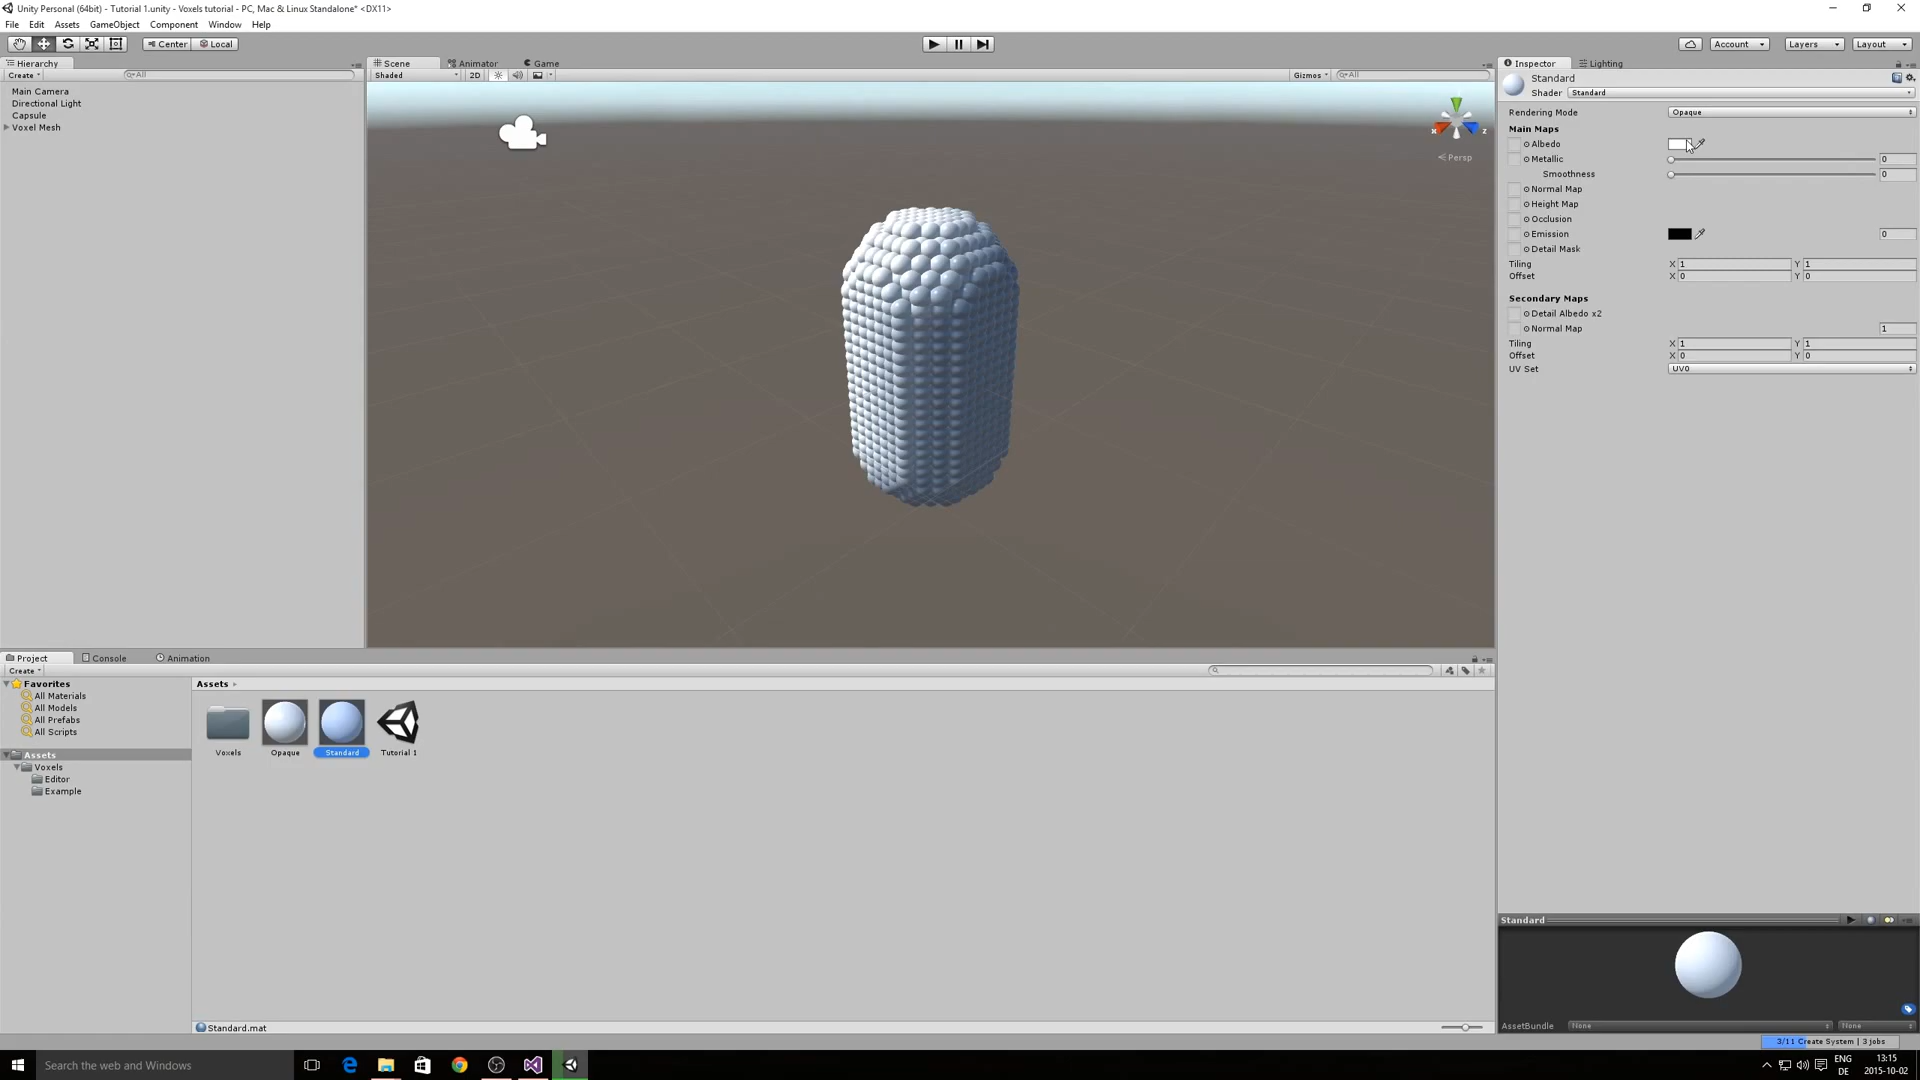 Unity Personal (64bit) - Tutorial 1.unity - Voxels tutorial - PC, Mac & Linux Standalone* <DX11>
File Edit Assets GameObject Component Window Help
Center Local Account Layers Layout
Hierarchy
Create All
Main Camera
Directional Light
Capsule
Voxel Mesh
Scene Animator Game
Shaded 2D Gizmos All
X Z
Persp
Inspector Lighting
Standard
Shader Standard
Rendering Mode Opaque
Main Maps
Albedo
Metallic 0
Smoothness 0
Normal Map
Height Map
Occlusion
Emission 0
Detail Mask
Tiling X 1 Y 1
Offset X 0 Y 0
Secondary Maps
Detail Albedo x2
Normal Map 1
Tiling X 1 Y 1
Offset X 0 Y 0
UV Set UV0
Project Console Animation
Create
Favorites
All Materials
All Models
All Prefabs
All Scripts
Assets
Voxels
Editor
Example
Assets
Voxels Opaque Standard Tutorial 1
Standard.mat
Standard
AssetBundle None None
3/11 Create System | 3 jobs
Search the web and Windows
ENG 13:15
DE 2015-10-02